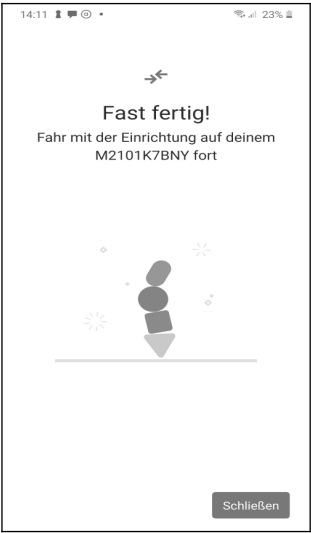 14:11 23%
Fast fertig!
Fahr mit der Einrichtung auf deinem
M2101K7BNY fort
Schließen